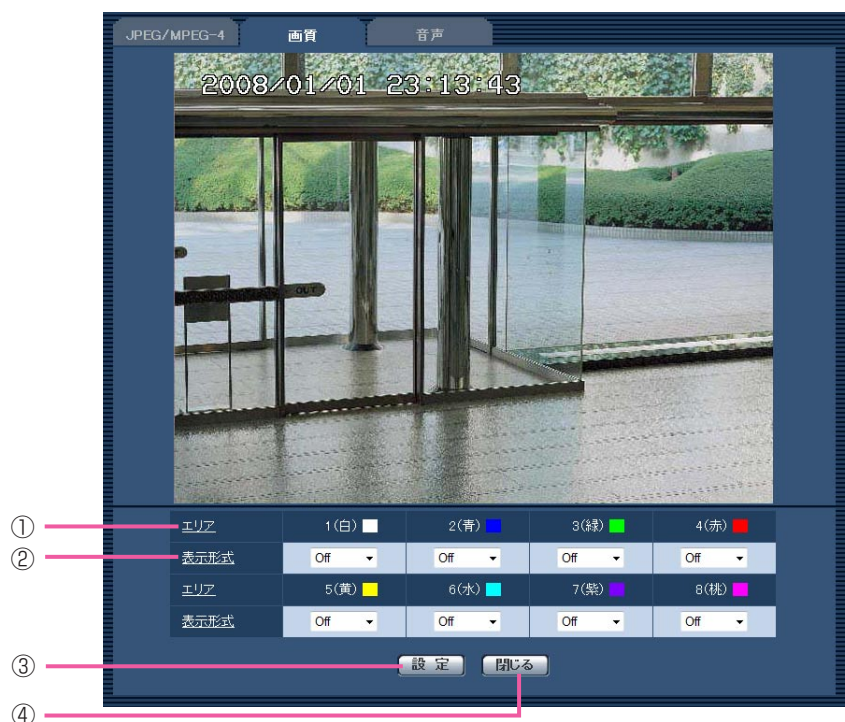 JPEG/MPEG-4 画質 音声
2008/01/01 23:13:43
OUT
① エリア 1(白) 2(青) 3(緑) 4(赤)
② 表示形式 Off Off Off Off
エリア 5(黄) 6(水) 7(紫) 8(桃)
表示形式 Off Off Off Off
③ 設定 閉じる
④